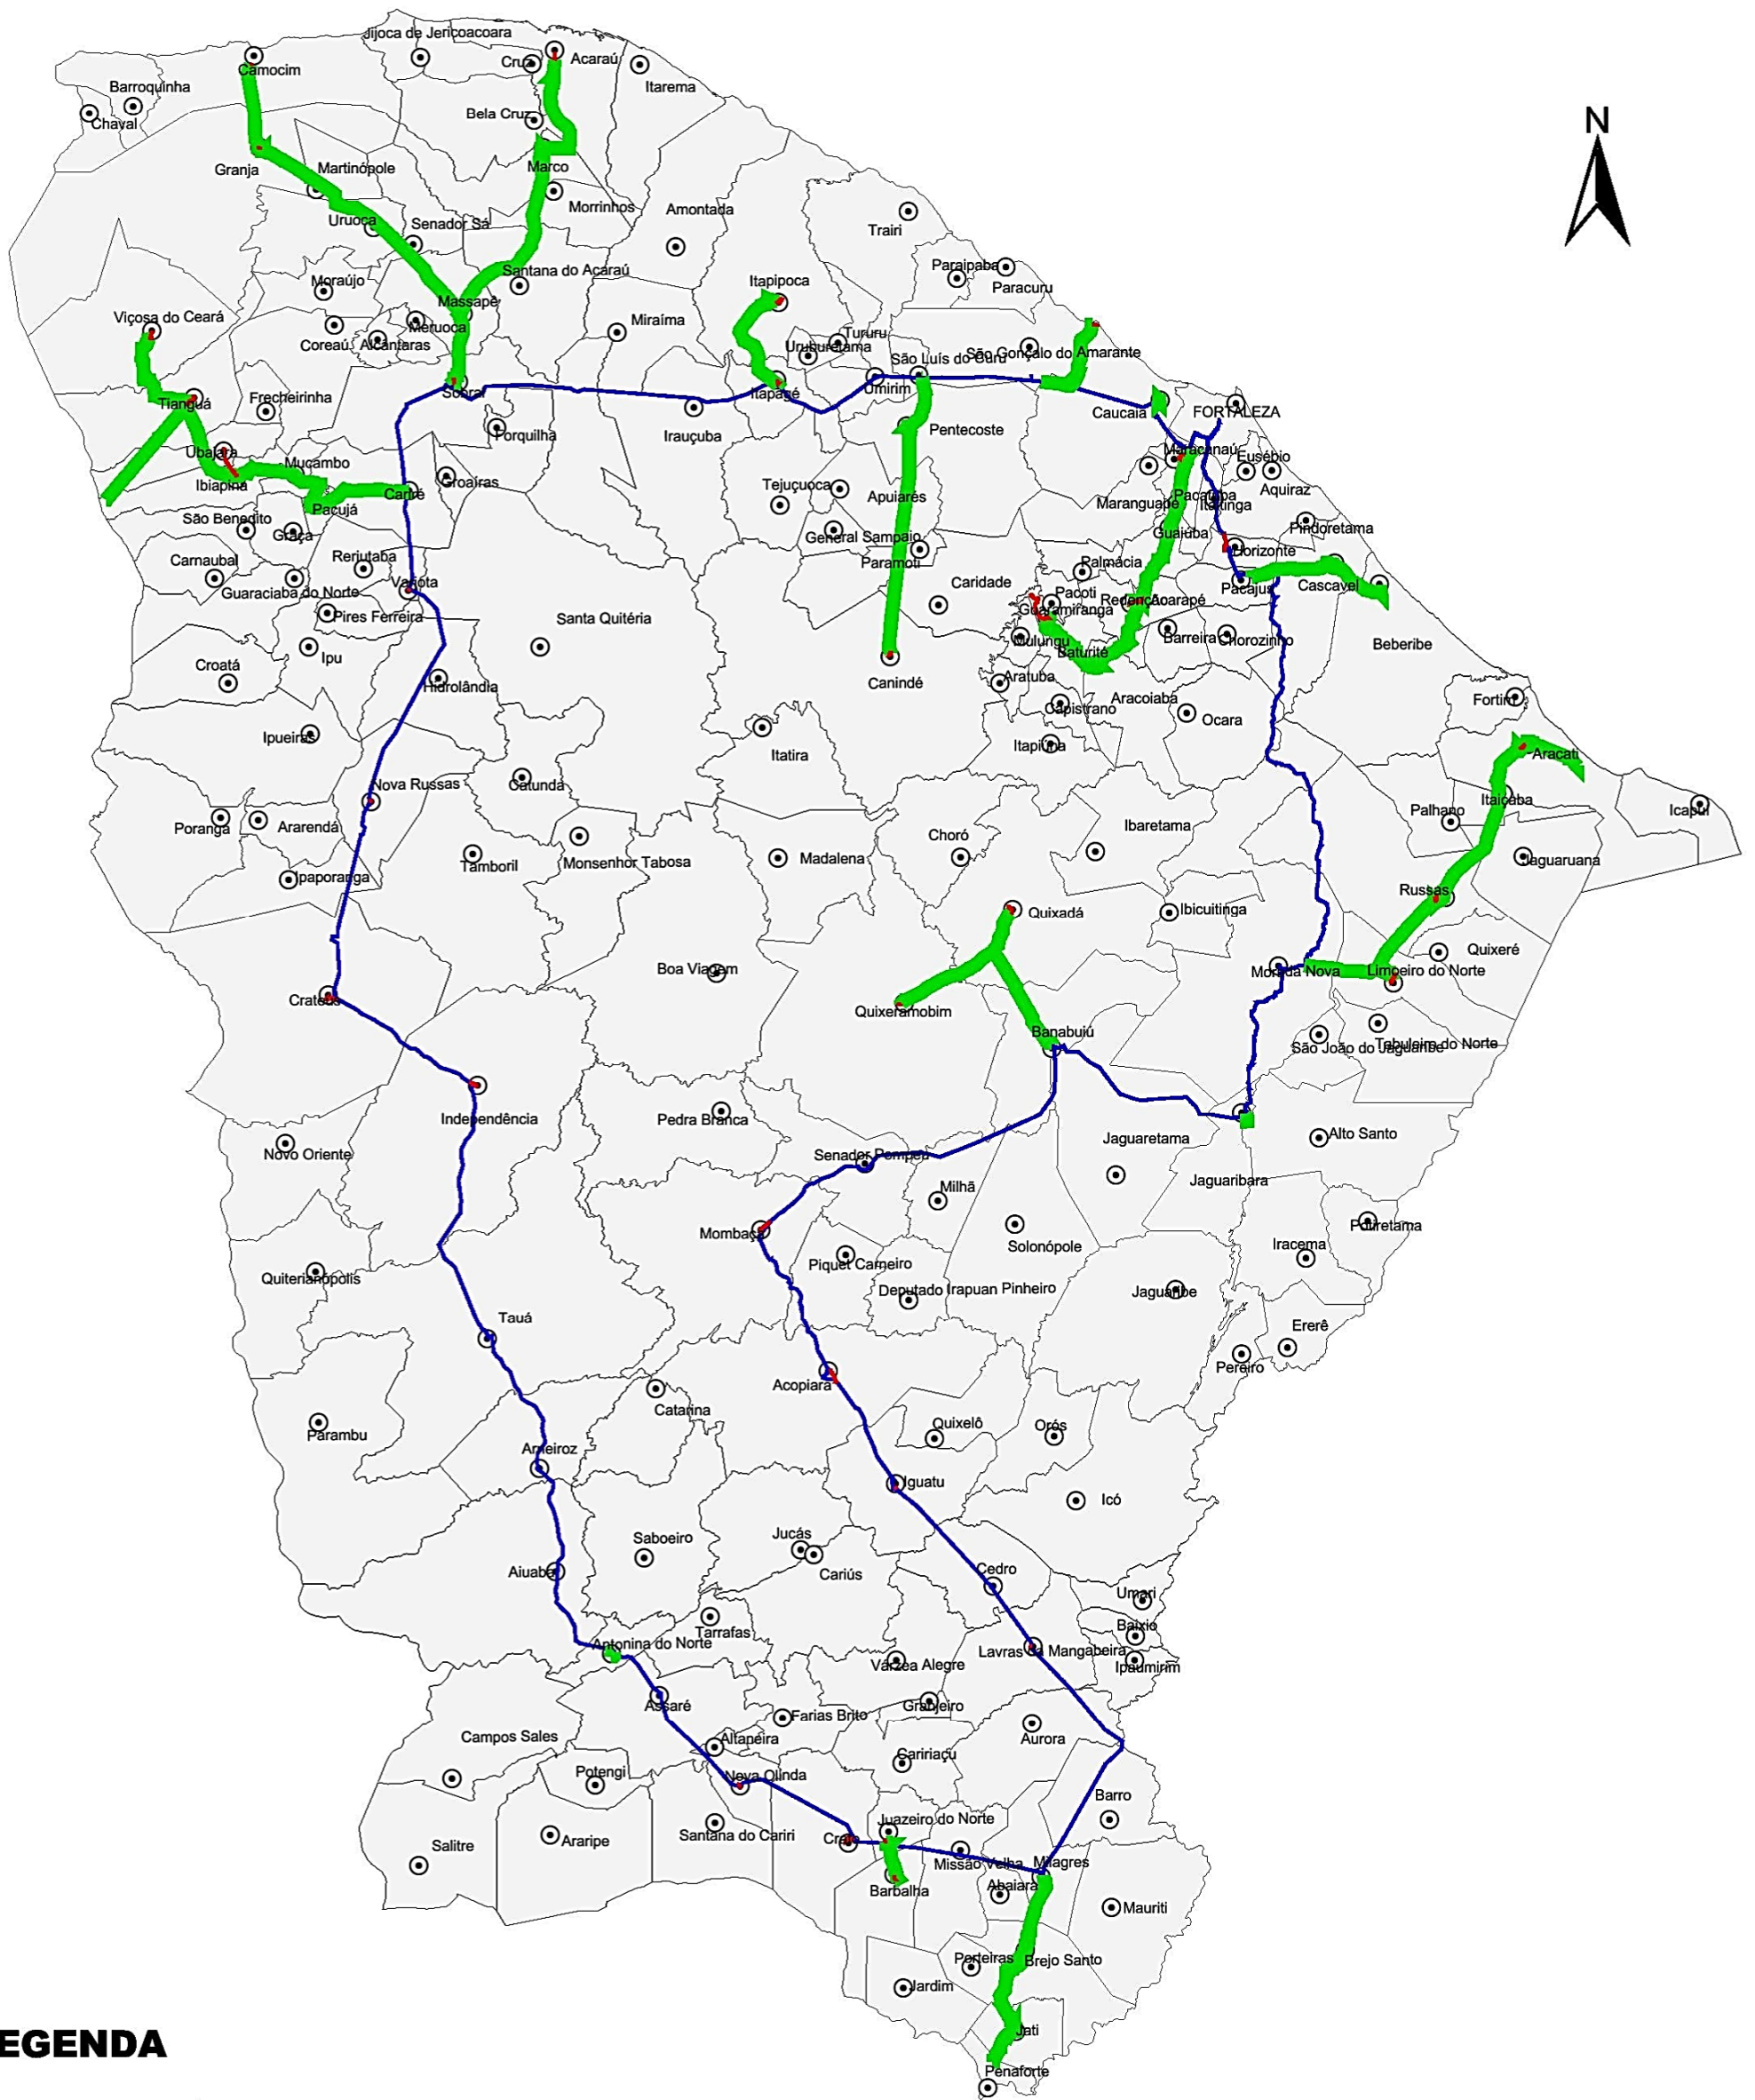 Jijoca de Jericoacoara
Cruz
Acaraú
Itarema
Camocim
Barroquinha
Chaval
Bela Cruz
N
Granja
Martinópole
Marco
Morrinhos
Amontada
Uruoca
Senador Sá
Trairi
Paraipaba
Paracuru
Moraújo
Santana do Acaraú
Itapipoca
Massapê
Viçosa do Ceará
Meruoca
Coreaú
Alcântaras
Miraíma
Tururu
Uruburetama
São Luís do Curu
São Gonçalo do Amarante
Tianguá
Frecheirinha
Sobral
Itapagé
Umirim
Caucaia
FORTALEZA
Forquilha
Irauçuba
Pentecoste
Ubajara
Mucambo
Maracanaú
Eusébio
Ibiapina
Cariré
Groaíras
Tejuçuoca
Apuiarés
Maranguape
Pacatuba
Itaitinga
Aquiraz
Pacujá
São Benedito
Graça
General Sampaio
Guaiúba
Pindoretama
Carnaubal
Reriutaba
Paramoti
Horizonte
Palmácia
Varjota
Guaraciaba do Norte
Caridade
Pacoti
Guaramiranga
Redenção
Acarapé
Pacajus
Cascavel
Pires Ferreira
Santa Quitéria
Mulungu
Baturité
Barreira
Chorozinho
Beberibe
Croatá
Ipu
Hidrolândia
Canindé
Aratuba
Capistrano
Aracoiaba
Ocara
Fortim
Ipueiras
Itatira
Itapiúna
Aracati
Nova Russas
Catunda
Itaiçaba
Palhano
Icapuí
Poranga
Ararendá
Choró
Ibaretama
Tamboril
Monsenhor Tabosa
Madalena
Jaguaruana
Ipaporanga
Russas
Quixadá
Ibicuitinga
Boa Viagem
Morada Nova
Limoeiro do Norte
Quixeré
Crateús
Quixeramobim
Banabuiú
São João do Jaguaribe
Tabuleiro do Norte
Independência
Pedra Branca
Novo Oriente
Senador Pompeu
Jaguaretama
Alto Santo
Milhã
Jaguaribara
Mombaça
Solonópole
Potiretama
Iracema
Quiterianópolis
Piquet Carneiro
Deputado Irapuan Pinheiro
Jaguaribe
Tauá
Ererê
Pereiro
Acopiara
Catarina
Parambu
Quixelô
Orós
Arneiroz
Iguatu
Icó
Saboeiro
Jucás
Cariús
Aiuaba
Cedro
Umari
Baixio
Tarrafas
Antonina do Norte
Várzea Alegre
Lavras da Mangabeira
Ipaumirim
Assaré
Granjeiro
Farias Brito
Campos Sales
Altaneira
Aurora
Caririaçu
Potengi
Nova Olinda
Barro
Salitre
Araripe
Santana do Cariri
Crato
Juazeiro do Norte
Missão Velha
Milagres
Barbalha
Abaiara
Mauriti
Porteiras
Brejo Santo
Jardim
Jati
Penaforte
EGENDA